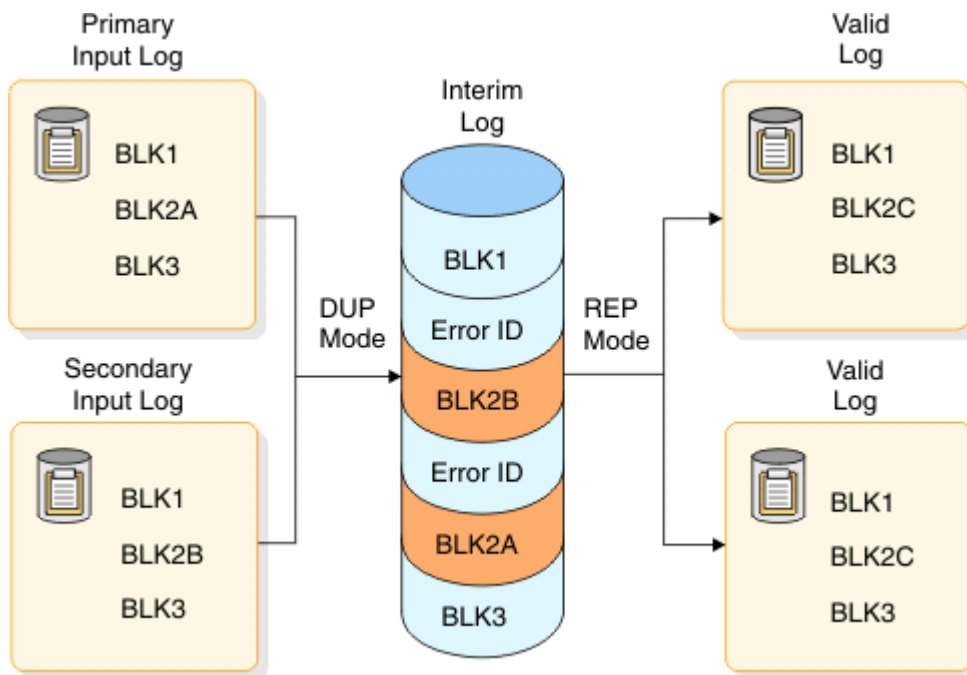 Primary
Input Log
BLK1
BLK2A
BLK3
Secondary
Input Log
BLK1
BLK2B
BLK3
DUP
Mode
Interim
Log
BLK1
Error ID
BLK2B
Error ID
BLK2A
BLK3
REP
Mode
Valid
Log
BLK1
BLK2C
BLK3
Valid
Log
BLK1
BLK2C
BLK3